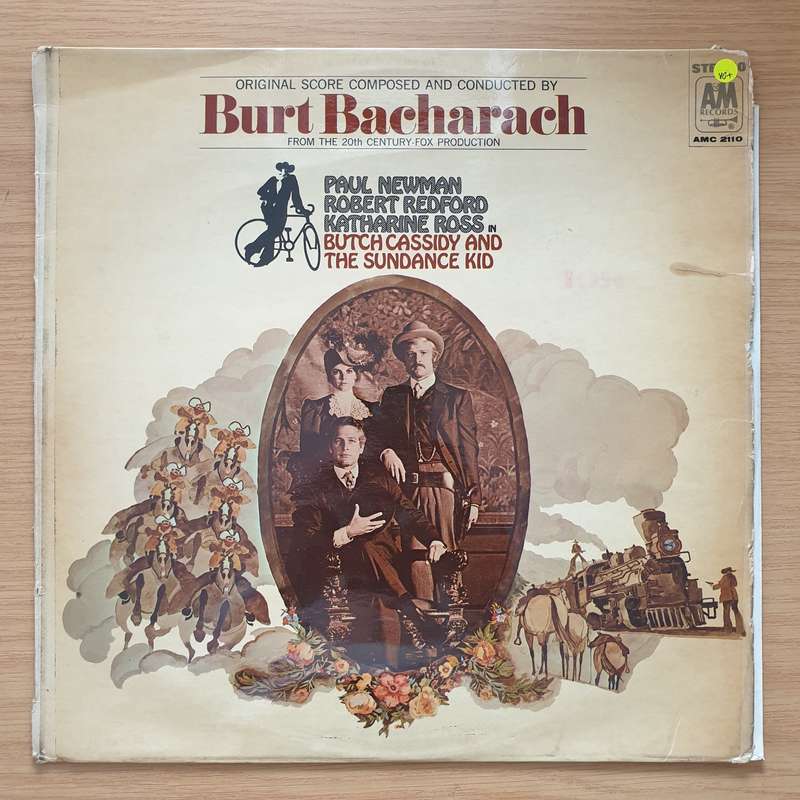 ORIGINAL SCORE COMPOSED AND CONDUCTED BY
Burt Bacharach
FROM THE 20th CENTURY-FOX PRODUCTION
PAUL NEWMAN
ROBERT REDFORD
KATHARINE ROSS IN
BUTCH CASSIDY AND
THE SUNDANCE KID
VG+
A&M
RECORDS
®
AMC 2110